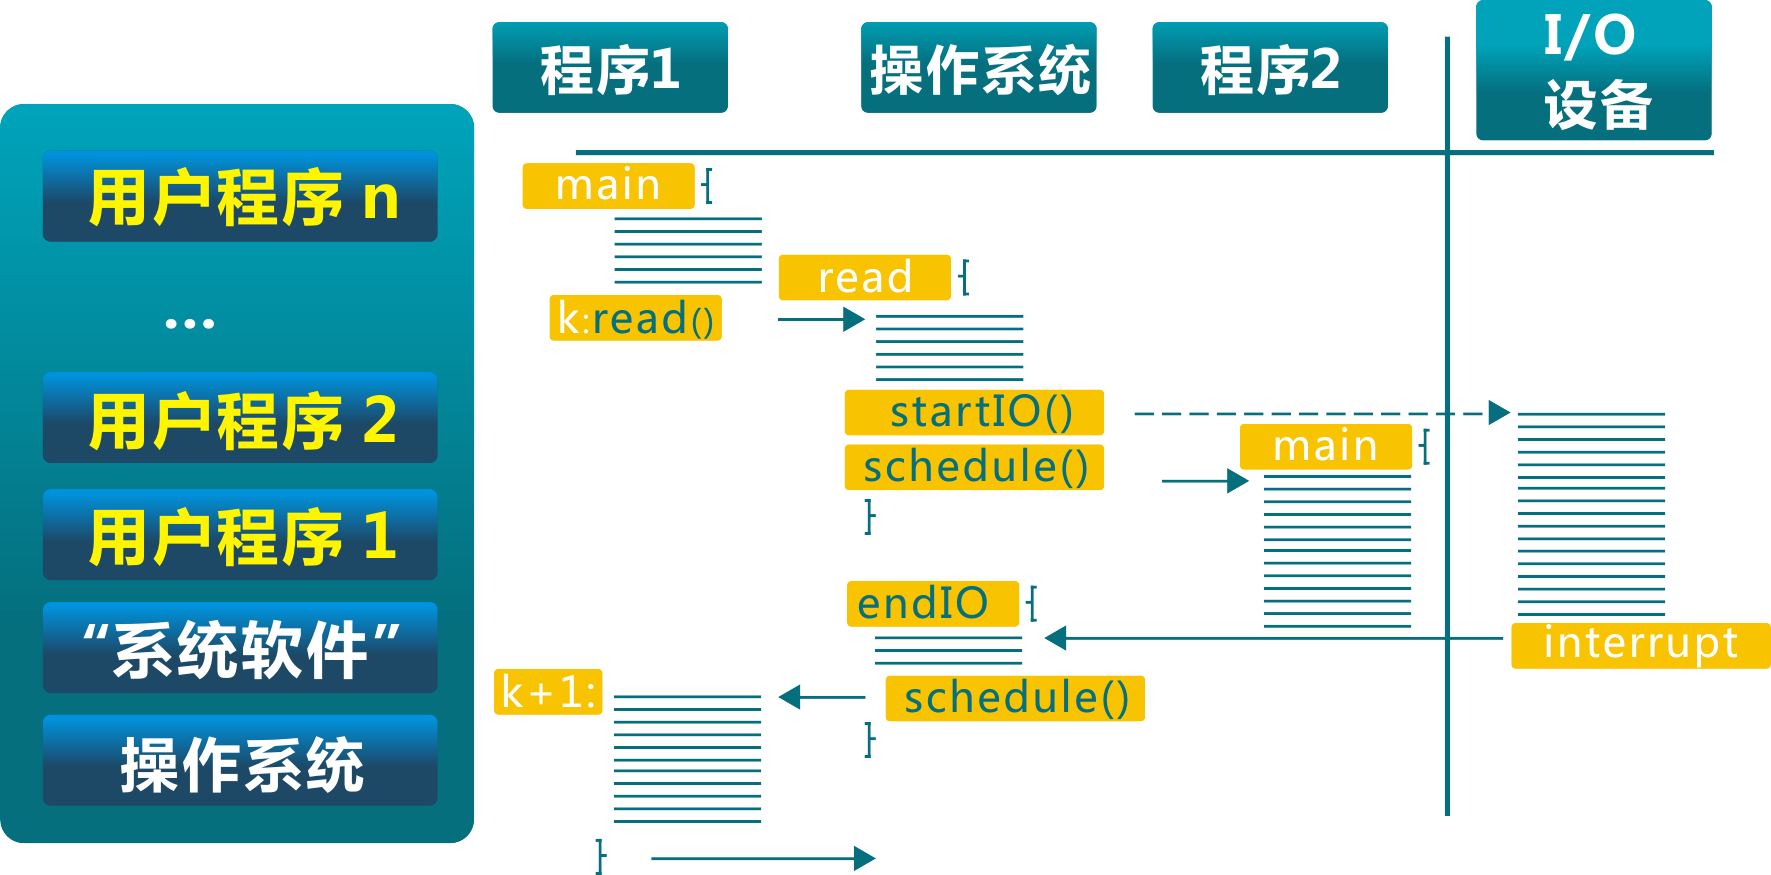 程序1
操作系统
程序2
I/O
设备
用户程序 n
...
用户程序 2
用户程序 1
“系统软件”
操作系统
main {
k:read()
read {
startIO()
schedule()
}
main {
endIO {
interrupt
schedule()
}
k+1:
}